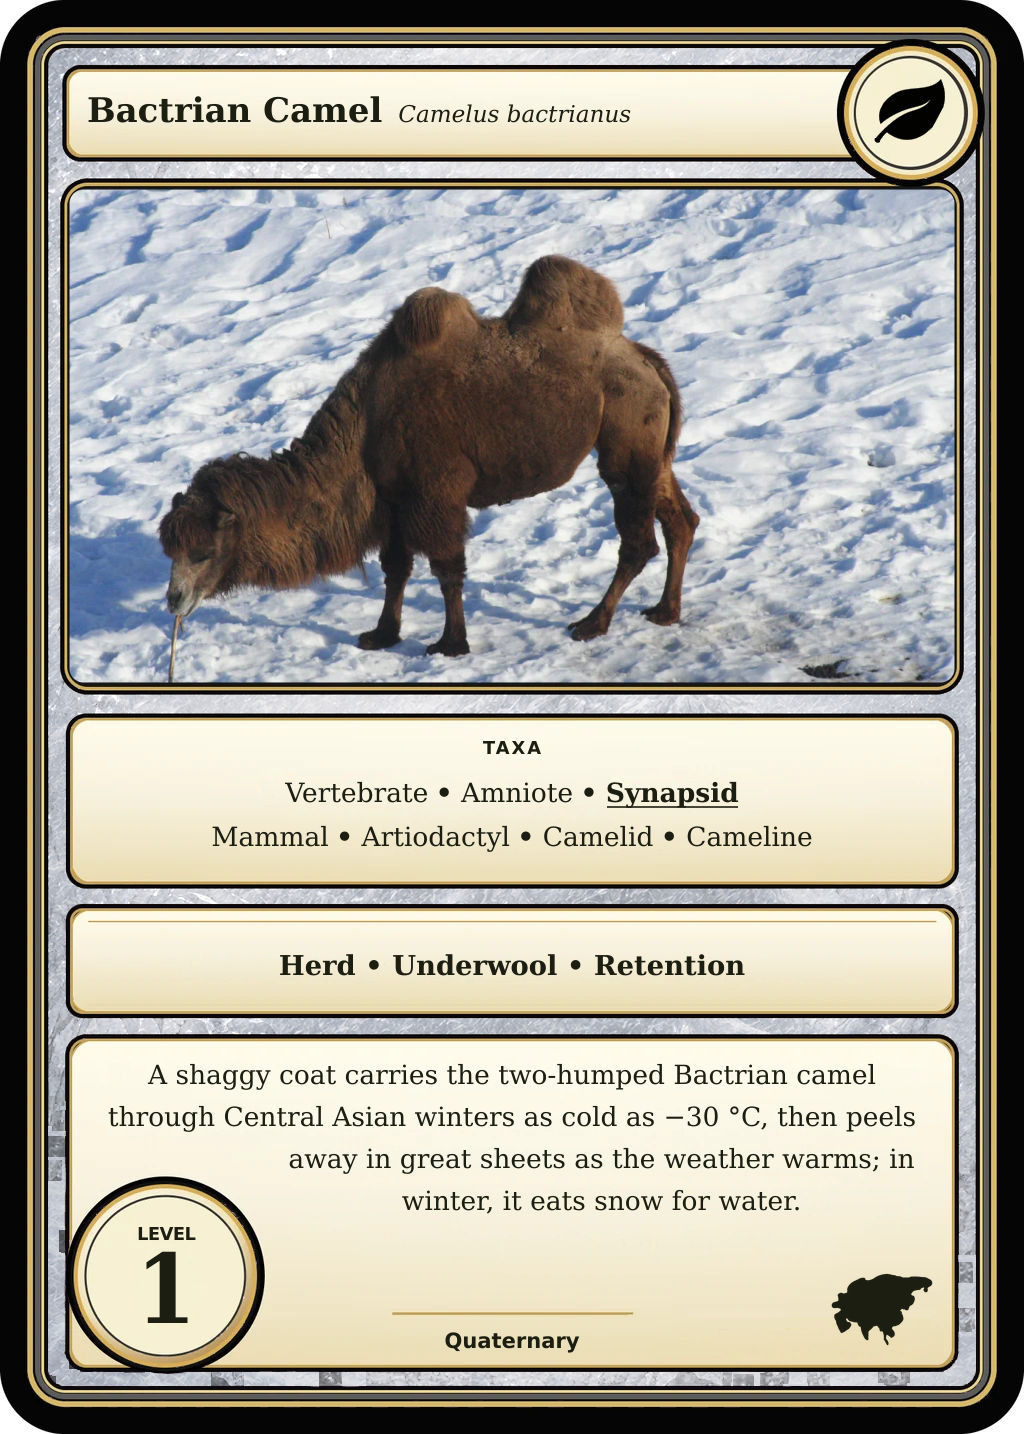 Bactrian Camel Camelus bactrianus
TAXA
Vertebrate • Amniote • Synapsid
Mammal • Artiodactyl • Camelid • Cameline
Herd • Underwool • Retention
A shaggy coat carries the two-humped Bactrian camel
through Central Asian winters as cold as −30 °C, then peels
away in great sheets as the weather warms; in
winter, it eats snow for water.
LEVEL
1
Quaternary